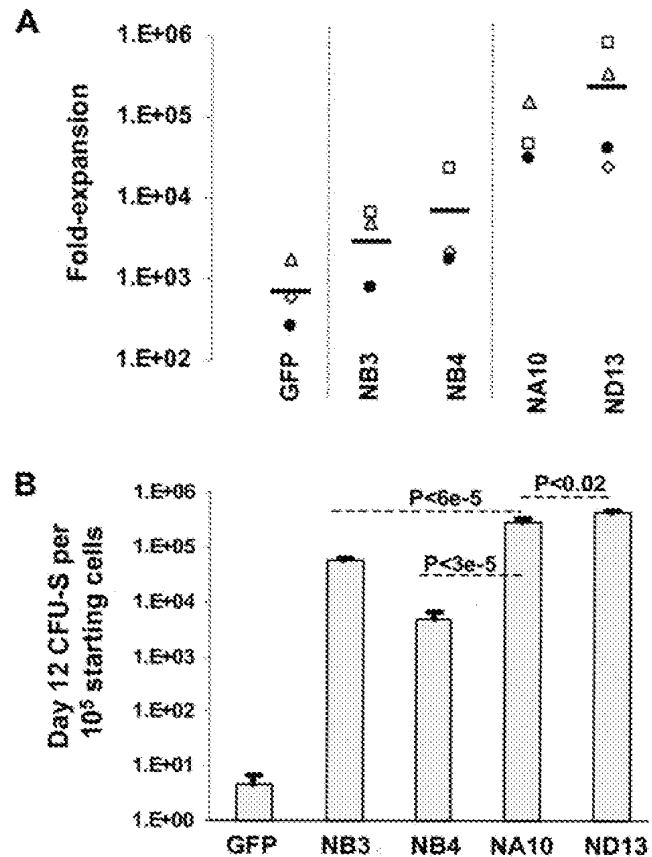 A
1.E+06
1.E+05
1.E+04
1.E+03
1.E+02
Fold-expansion
GFP
NB3
NB4
NA10
ND13
B
1.E+06
1.E+05
1.E+04
1.E+03
1.E+02
1.E+01
1.E+00
Day 12 CFU-S per
10⁵ starting cells
P<6e-5
P<0.02
P<3e-5
GFP NB3 NB4 NA10 ND13